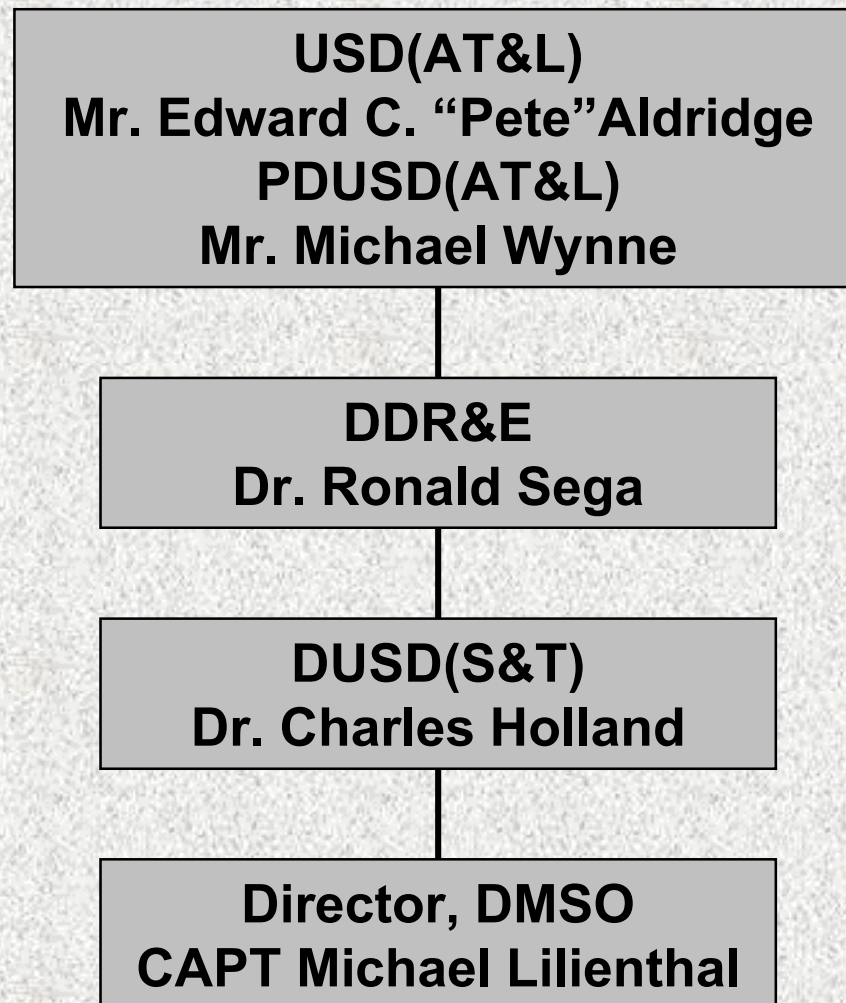 USD(AT&L)
Mr. Edward C. “Pete”Aldridge
PDUSD(AT&L)
Mr. Michael Wynne
DDR&E
Dr. Ronald Sega
DUSD(S&T)
Dr. Charles Holland
Director, DMSO
CAPT Michael Lilienthal